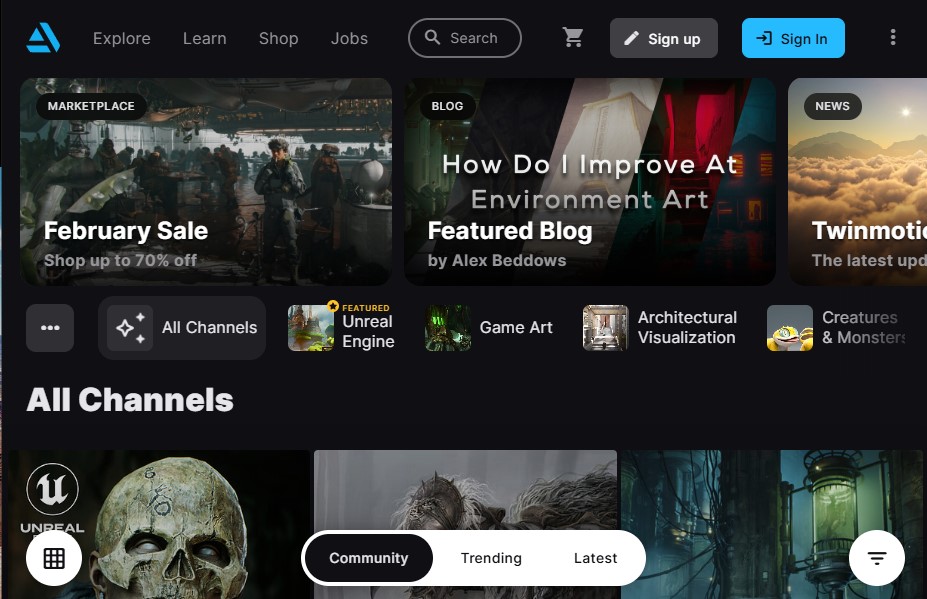 Explore
Learn
Shop
Jobs
Search
Sign up
Sign In
MARKETPLACE
February Sale
Shop up to 70% off
BLOG
How Do I Improve At
Environment Art
Featured Blog
by Alex Beddows
NEWS
Twinmotio
The latest upd
All Channels
FEATURED
Unreal
Engine
Game Art
Architectural
Visualization
Creatures
& Monsters
All Channels
UNREAL
Community
Trending
Latest